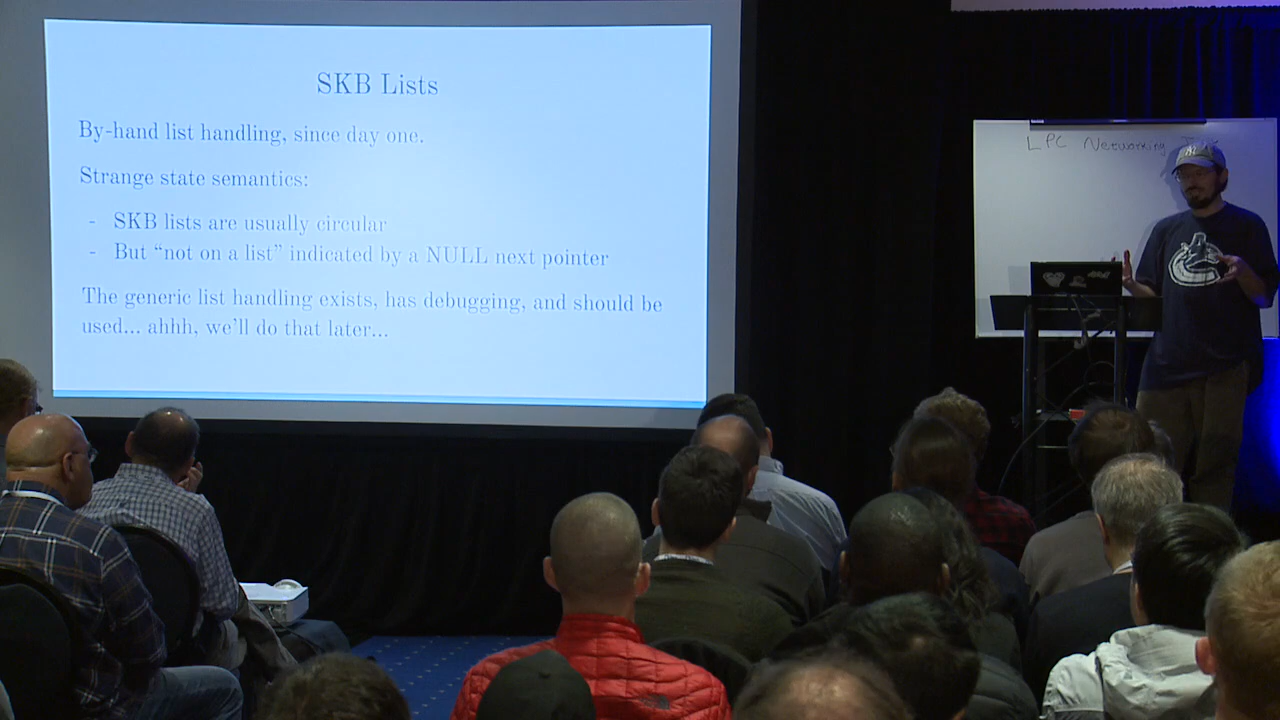 SKB Lists
By-hand list handling, since day one.
Strange state semantics:
- SKB lists are usually circular
- But “not on a list” indicated by a NULL next pointer
The generic list handling exists, has debugging, and should be
used... ahhh, we’ll do that later...
LPC Networking